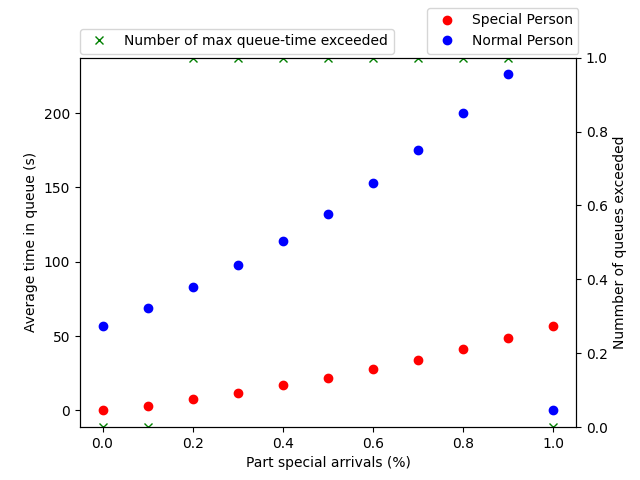 Special Person
Normal Person
Number of max queue-time exceeded
200
150
100
50
0
Average time in queue (s)
1.0
0.8
0.6
0.4
0.2
0.0
Nummber of queues exceeded
0.0 0.2 0.4 0.6 0.8 1.0
Part special arrivals (%)